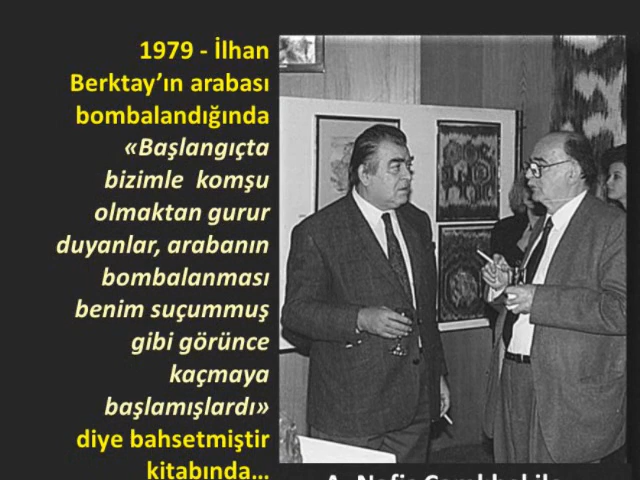 1979 - İlhan
Berktay’ın arabası
bombalandığında
«Başlangıçta
bizimle komşu
olmaktan gurur
duyanlar, arabanın
bombalanması
benim suçummuş
gibi görünce
kaçmaya
başlamışlardı»
diye bahsetmiştir
kitabında…